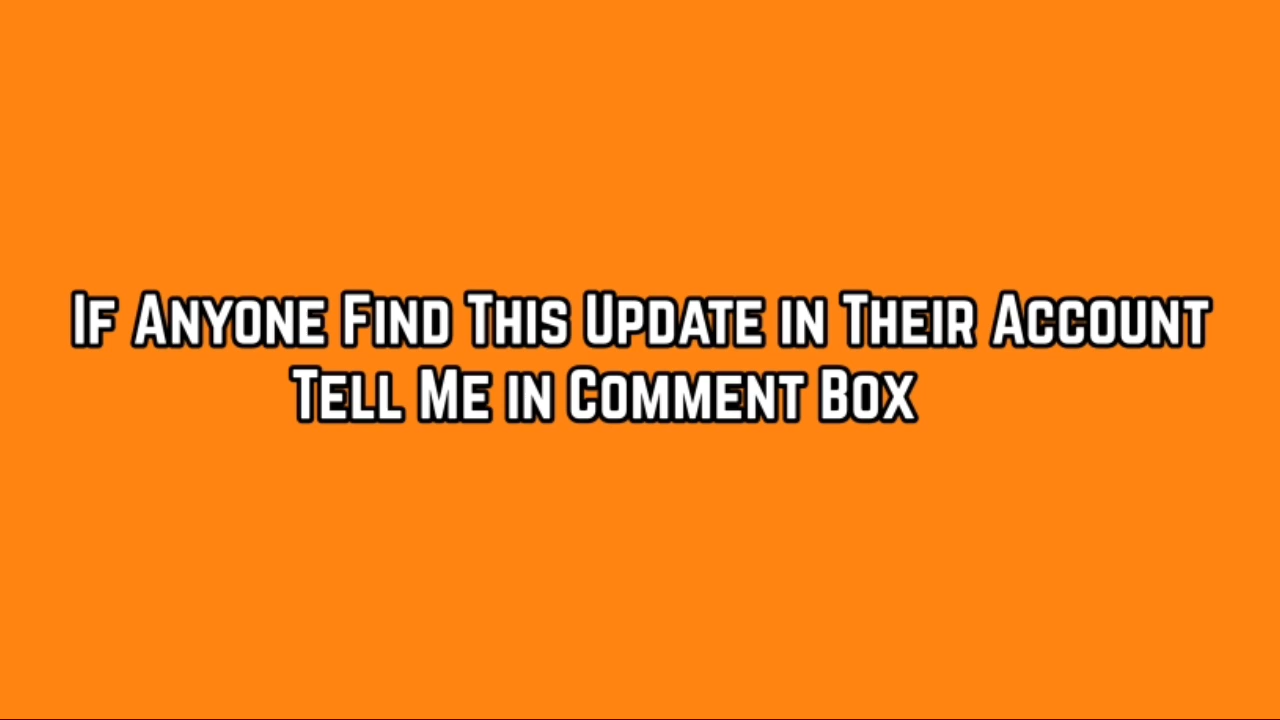 If Anyone Find This Update in Their Account
Tell Me in Comment Box